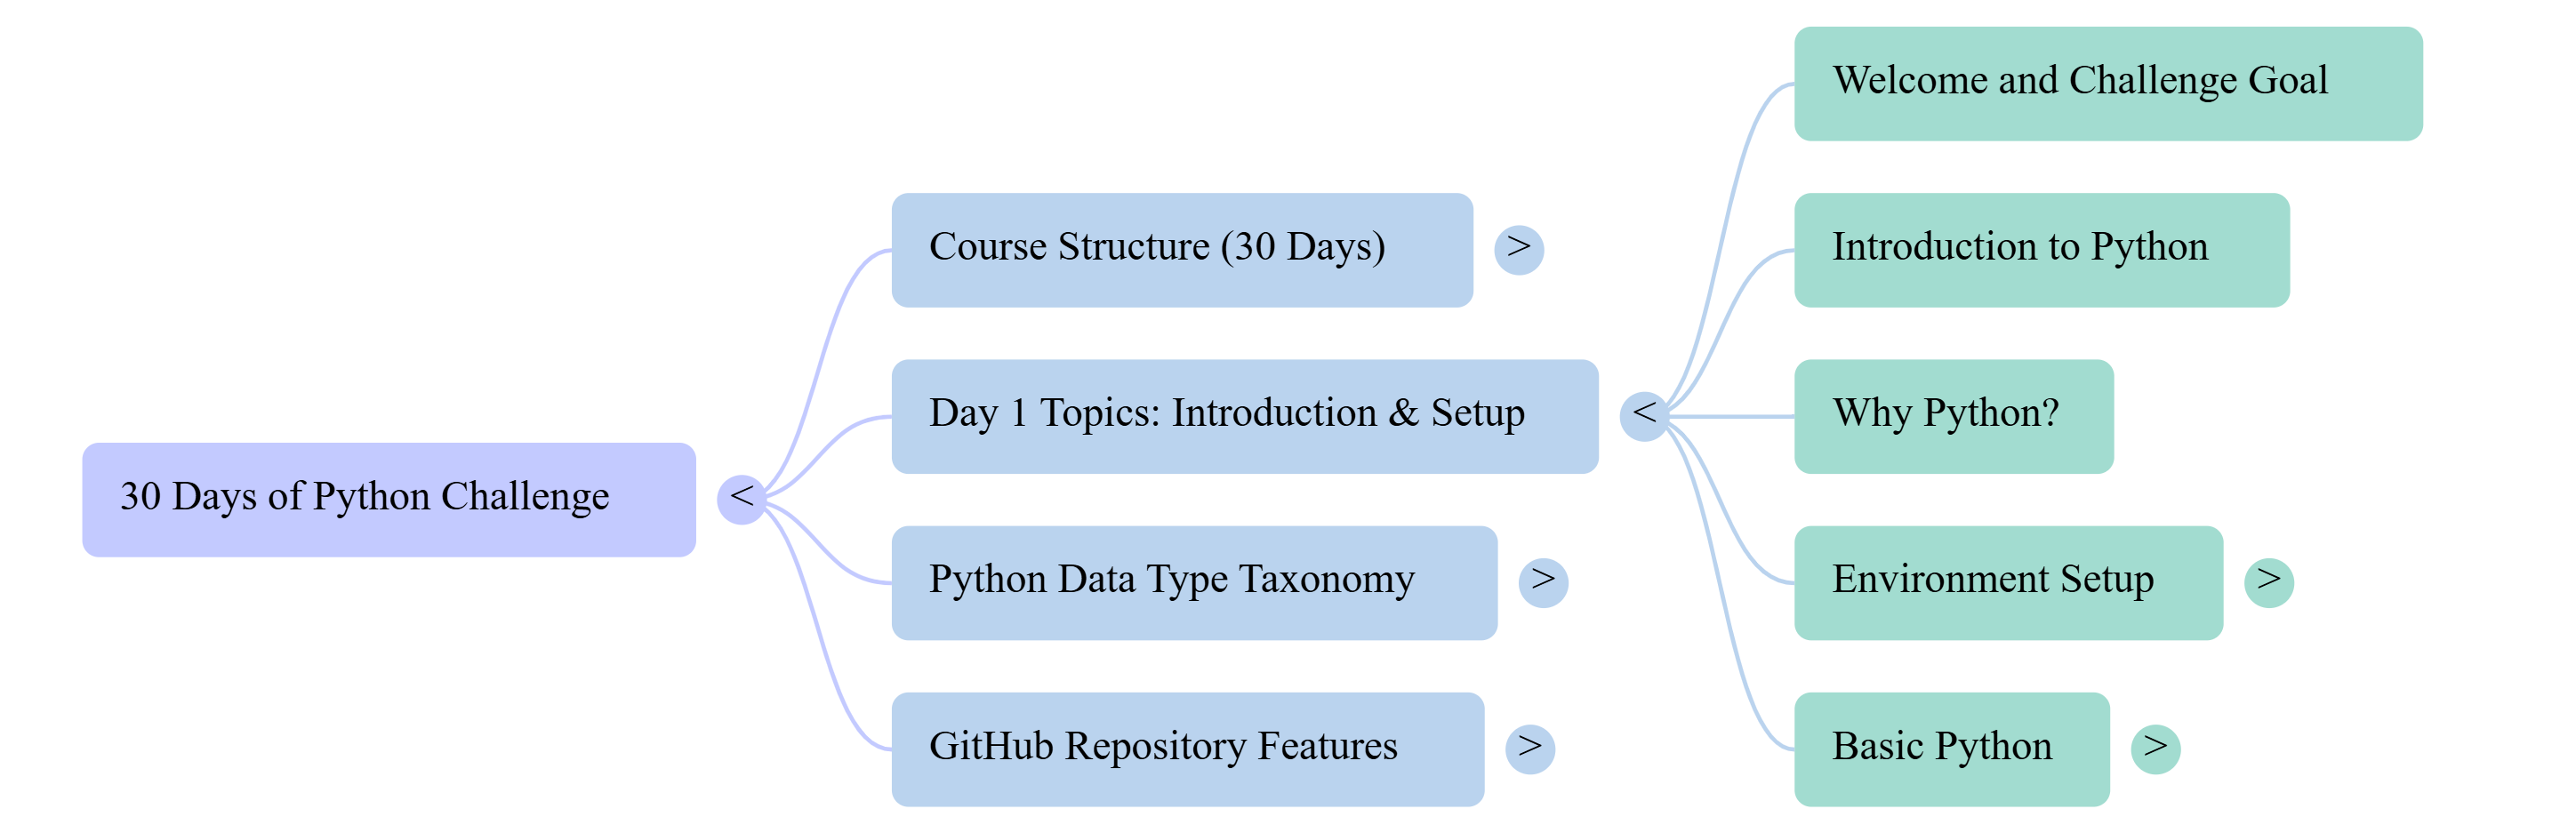 30 Days of Python Challenge
<
Course Structure (30 Days)
>
Day 1 Topics: Introduction & Setup
<
Python Data Type Taxonomy
>
GitHub Repository Features
>
Welcome and Challenge Goal
Introduction to Python
Why Python?
Environment Setup
>
Basic Python
>